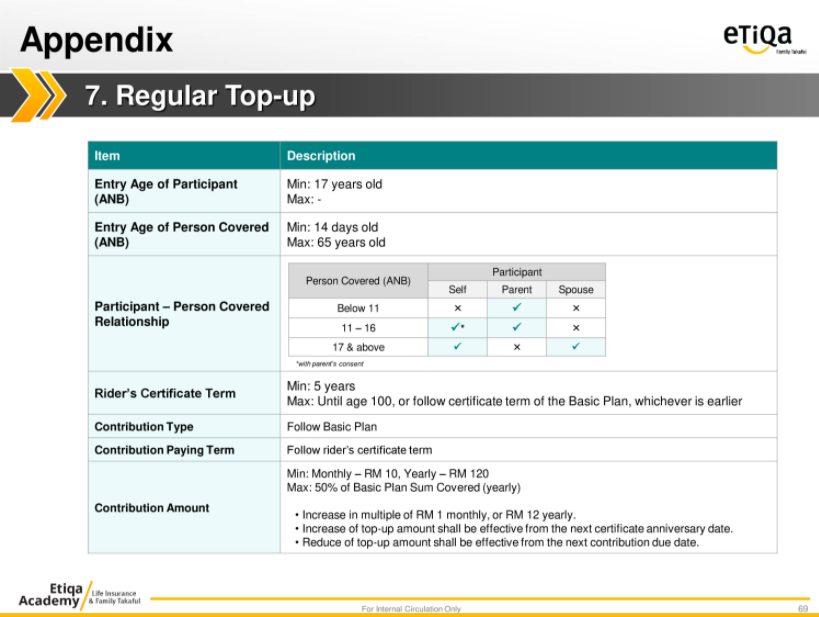 Appendix
eTiQa
Family Takaful
7. Regular Top-up
Item Description
Entry Age of Participant
(ANB)
Min: 17 years old
Max: -
Entry Age of Person Covered
(ANB)
Min: 14 days old
Max: 65 years old
Participant – Person Covered
Relationship
Person Covered (ANB) Participant
Self Parent Spouse
Below 11 × ✓ ×
11 – 16 ✓* ✓ ×
17 & above ✓ × ✓
*with parent's consent
Rider's Certificate Term
Min: 5 years
Max: Until age 100, or follow certificate term of the Basic Plan, whichever is earlier
Contribution Type Follow Basic Plan
Contribution Paying Term Follow rider's certificate term
Contribution Amount
Min: Monthly – RM 10, Yearly – RM 120
Max: 50% of Basic Plan Sum Covered (yearly)
• Increase in multiple of RM 1 monthly, or RM 12 yearly.
• Increase of top-up amount shall be effective from the next certificate anniversary date.
• Reduce of top-up amount shall be effective from the next contribution due date.
Etiqa
Academy
Life Insurance
& Family Takaful
For Internal Circulation Only
69